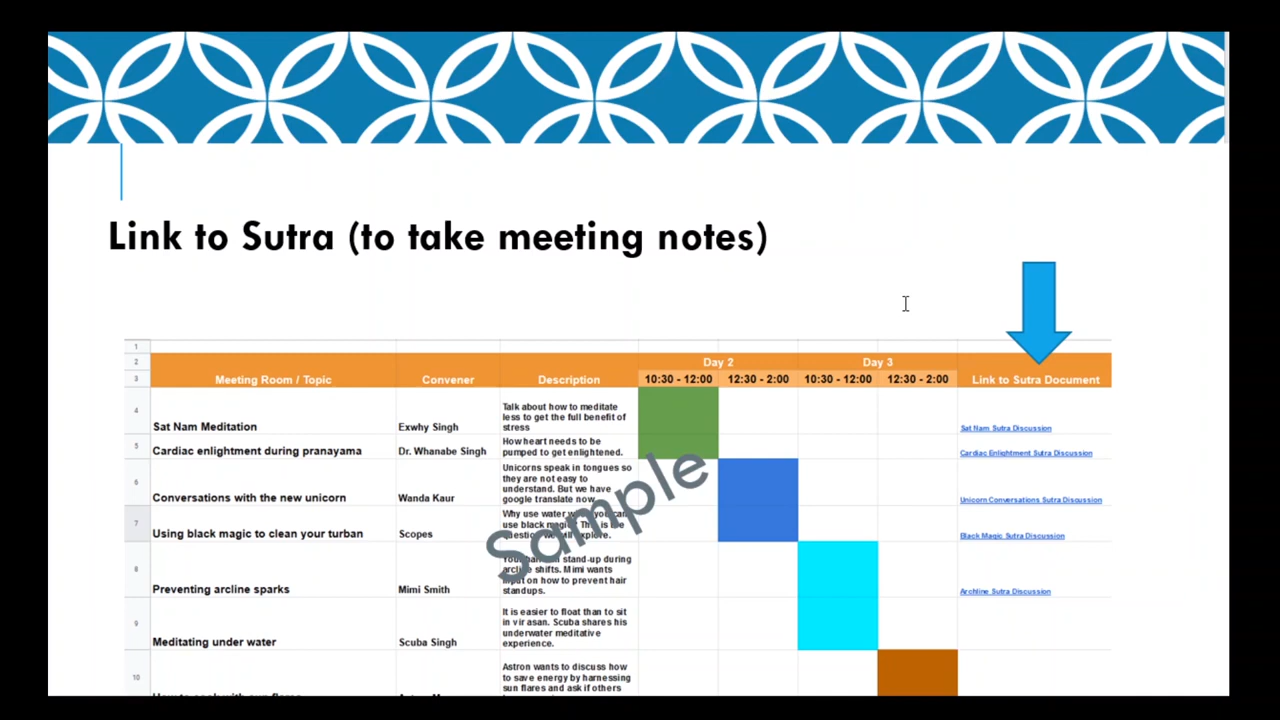 Link to Sutra (to take meeting notes)
1
2 Day 2 Day 3
3 Meeting Room / Topic Convener Description 10:30 - 12:00 12:30 - 2:00 10:30 - 12:00 12:30 - 2:00 Link to Sutra Document
Talk about how to meditate
less to get the full benefit of
stress
4 Sat Nam Meditation Exwhy Singh Sat Nam Sutra Discussion
How heart needs to be
pumped to get enlightened.
5 Cardiac enlightment during pranayama Dr. Whanabe Singh Cardiac Enlightment Sutra Discussion
Unicorns speak in tongues so
they are not easy to
understand. But we have
google translate now
6 Conversations with the new unicorn Wanda Kaur Unicorn Conversations Sutra Discussion
Why use water you can
use black magic? This is the
question we will explore.
7 Using black magic to clean your turban Scopes Black Magic Sutra Discussion
Sample
stand-up during
arcline shifts. Mimi wants
input on how to prevent hair
standups.
8 Preventing arcline sparks Mimi Smith Archline Sutra Discussion
It is easier to float than to sit
in vir asan. Scuba shares his
underwater meditative
experience.
9 Meditating under water Scuba Singh
Astron wants to discuss how
to save energy by harnessing
sun flares and ask if others
10